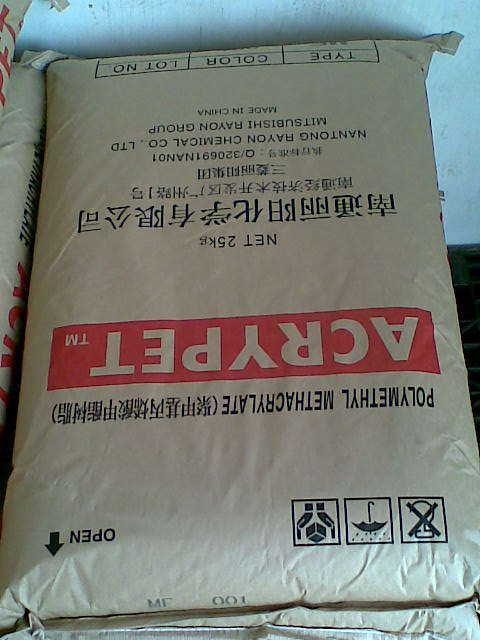 OPEN
POLYMETHYL METHACRYLATE (聚甲基丙烯酸甲酯树脂)
ACRYPET™
NET 25kg
南通丽阳化学有限公司
南通经济技术开发区广州路1号
三菱丽阳集团
执行标准号：Q/320691NAN01
NANTONG RAYON CHEMICAL CO., LTD
MITSUBISHI RAYON GROUP
MADE IN CHINA
TYPE COLOR LOT NO